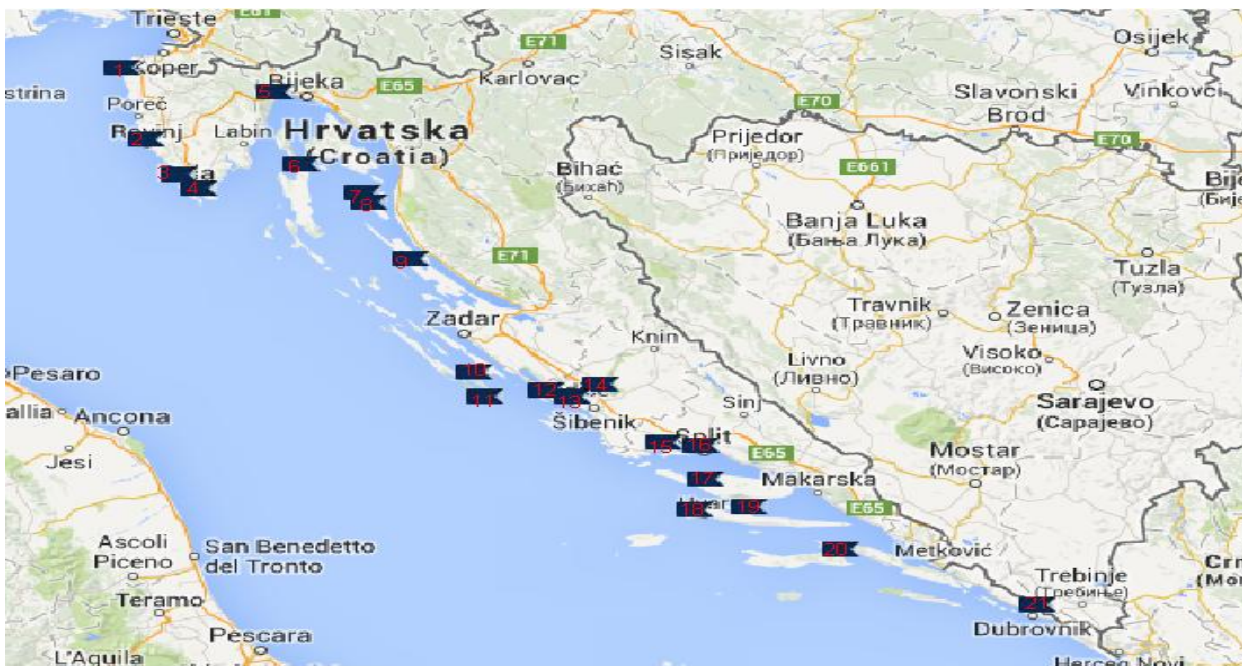 Trieste
E61
E71
Osijek
1
Koper
Sisak
Karlovac
strina
5
Rijeka
E65
Slavonski
Brod
Vinkovci
Poreč
E70
2
Labin
Hrvatska
(Croatia)
Prijedor
(Приједор)
E70
3
4
6
Bihać
(Бихаћ)
E661
7
8
Banja Luka
(Бања Лука)
9
E71
Tuzla
(Тузла)
Travnik
(Травник)
Zenica
(Зеница)
Zadar
Knin
Visoko
(Високо)
Livno
(Ливно)
Pesaro
10
11
12
13
14
Sarajevo
(Сарајево)
allia
Ancona
Šibenik
Sinj
Jesi
15
16
Split
E65
Mostar
(Мостар)
17
Makarska
18
Hvar
19
E65
Ascoli
Piceno
San Benedetto
del Tronto
20
Metković
Trebinje
(Требиње)
Teramo
21
Dubrovnik
Pescara
L'Aquila
Herceg Novi